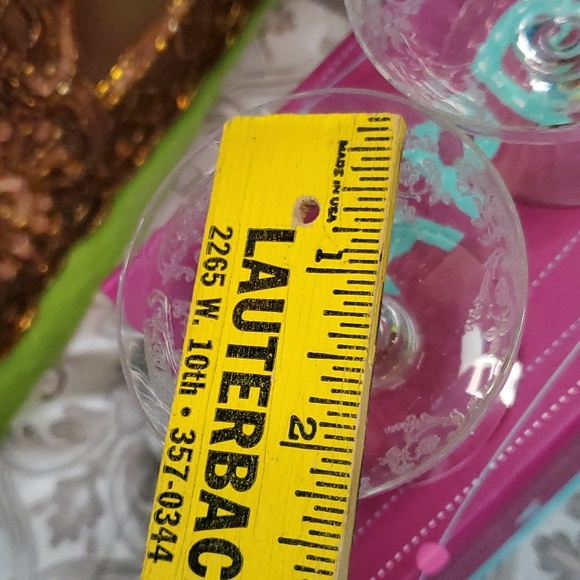 MADE IN USA
1
2
LAUTERBAC
2265 W. 10th • 357-0344